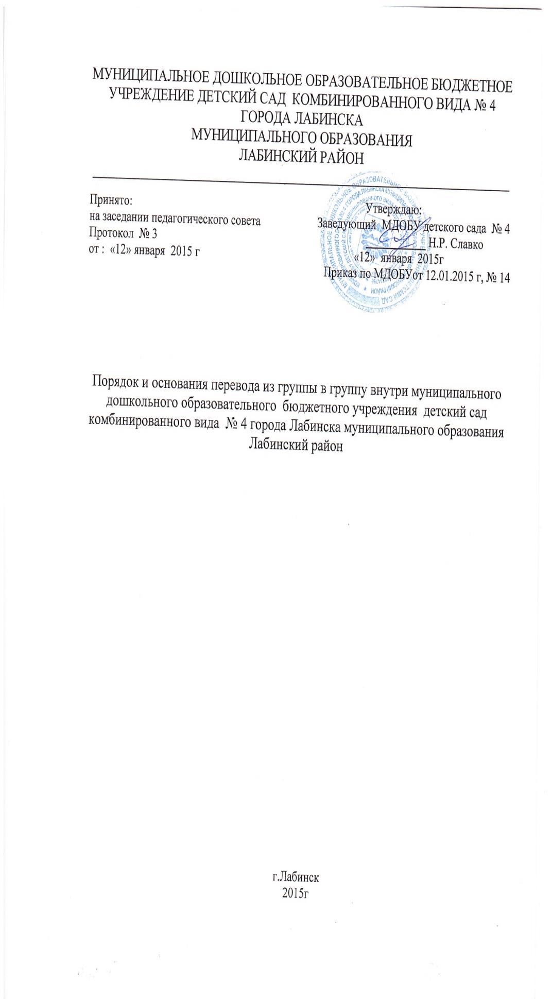 МУНИЦИПАЛЬНОЕ ДОШКОЛЬНОЕ ОБРАЗОВАТЕЛЬНОЕ БЮДЖЕТНОЕ
УЧРЕЖДЕНИЕ ДЕТСКИЙ САД КОМБИНИРОВАННОГО ВИДА № 4
ГОРОДА ЛАБИНСКА
МУНИЦИПАЛЬНОГО ОБРАЗОВАНИЯ
ЛАБИНСКИЙ РАЙОН
Принято:
на заседании педагогического совета
Протокол № 3
от : «12» января 2015 г
Утверждаю:
Заведующий МДОБУ детского сада № 4
Н.Р. Славко
«12» января 2015г
Приказ по МДОБУот 12.01.2015 г, № 14
Порядок и основания перевода из группы в группу внутри муниципального
дошкольного образовательного бюджетного учреждения детский сад
комбинированного вида № 4 города Лабинска муниципального образования
Лабинский район
г.Лабинск
2015г